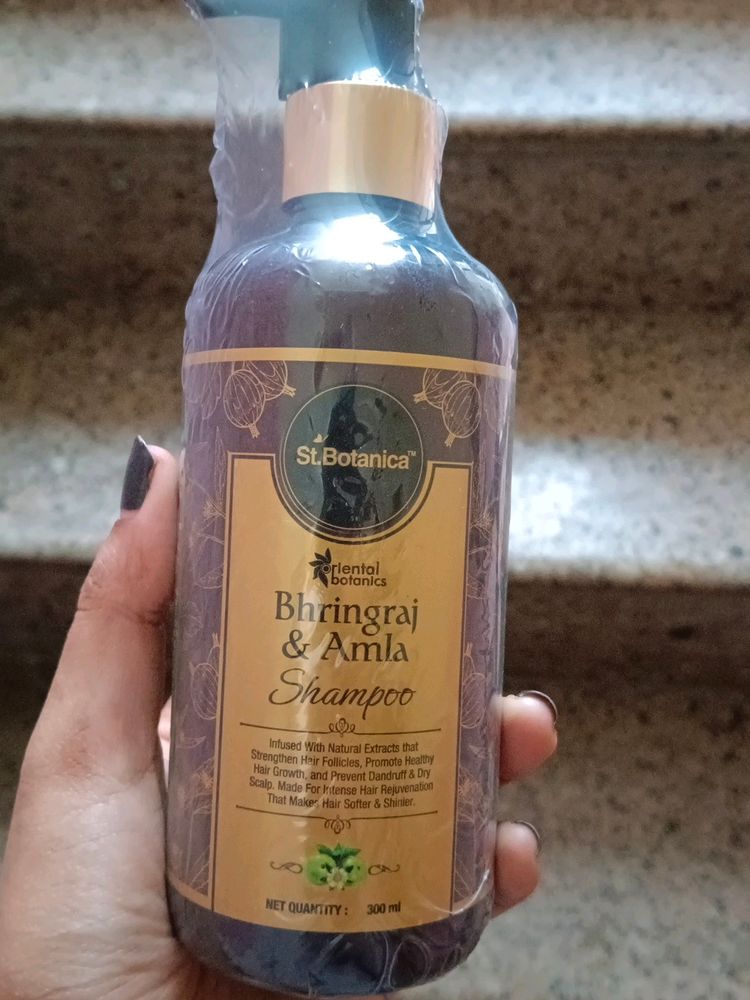 St.Botanica™
Oriental
botanics
Bhringraj
& Amla
Shampoo
Infused With Natural Extracts that
Strengthen Hair Follicles, Promote Healthy
Hair Growth, and Prevent Dandruff & Dry
Scalp. Made For Intense Hair Rejuvenation
That Makes Hair Softer & Shinier.
NET QUANTITY : 300 ml